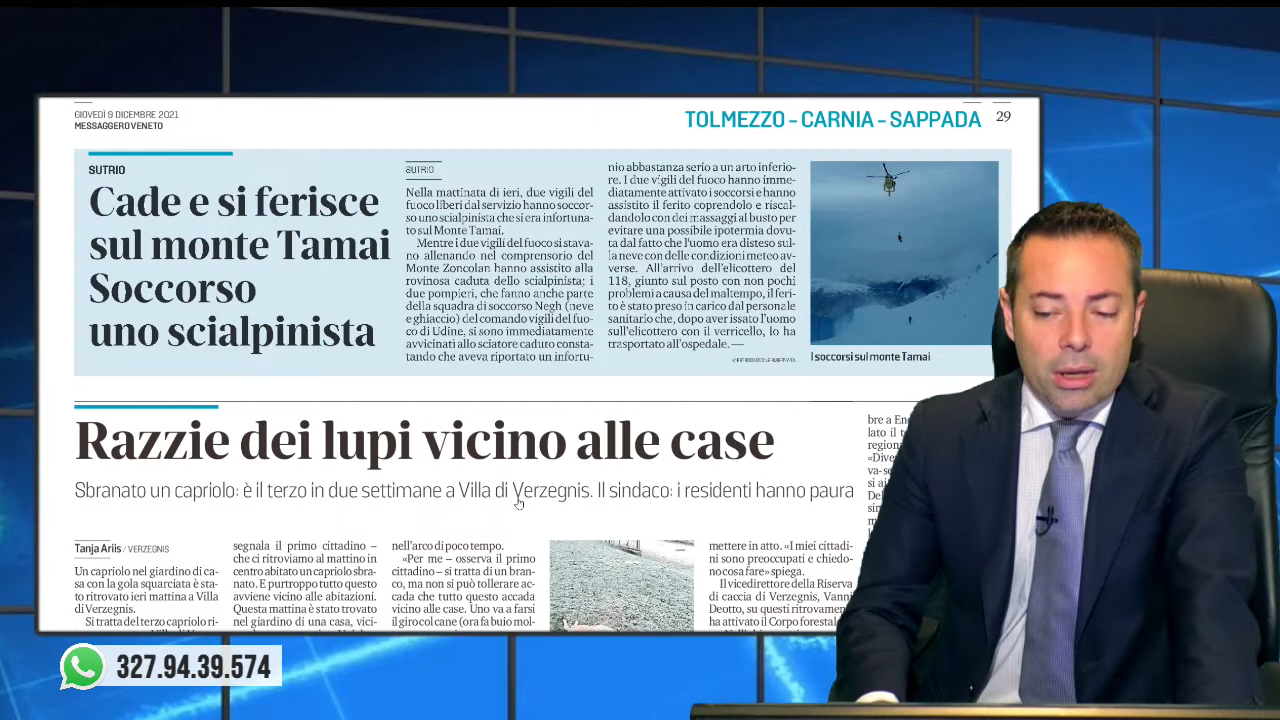 GIOVEDÌ 9 DICEMBRE 2021
MESSAGGERO VENETO
TOLMEZZO - CARNIA - SAPPADA
29
SUTRIO
Cade e si ferisce
sul monte Tamai
Soccorso
uno scialpinista
SUTRIO
Nella mattinata di ieri, due vigili del
fuoco liberi dal servizio hanno soccor-
so uno scialpinista che si era infortuna-
to sul Monte Tamai.
Mentre i due vigili del fuoco si stava-
no allenando nel comprensorio del
Monte Zoncolan hanno assistito alla
rovinosa caduta dello scialpinista; i
due pompieri, che fanno anche parte
della squadra di soccorso Negh (neve
e ghiaccio) del comando vigili del fuo-
co di Udine, si sono immediatamente
avvicinati allo sciatore caduto consta-
tando che aveva riportato un infortu-
nio abbastanza serio a un arto inferio-
re. I due vigili del fuoco hanno imme-
diatamente attivato i soccorsi e hanno
assistito il ferito coprendolo e riscal-
dandolo con dei massaggi al busto per
evitare una possibile ipotermia dovu-
ta dal fatto che l'uomo era disteso sul-
la neve con delle condizioni meteo av-
verse. All'arrivo dell'elicottero del
118, giunto sul posto con non pochi
problemi a causa del maltempo, il feri-
to è stato preso in carico dal personale
sanitario che, dopo aver issato l'uomo
sull'elicottero con il verricello, lo ha
trasportato all'ospedale. —
I soccorsi sul monte Tamai
Razzie dei lupi vicino alle case
Sbranato un capriolo: è il terzo in due settimane a Villa di Verzegnis. Il sindaco: i residenti hanno paura
Tanja Ariis / VERZEGNIS
Un capriolo nel giardino di ca-
sa con la gola squarciata è sta-
to ritrovato ieri mattina a Villa
di Verzegnis.
Si tratta del terzo capriolo ri-
segnala il primo cittadino –
che ci ritroviamo al mattino in
centro abitato un capriolo sbra-
nato. E purtroppo tutto questo
avviene vicino alle abitazioni.
Questa mattina è stato trovato
nel giardino di una casa, vici-
nell'arco di poco tempo.
«Per me – osserva il primo
cittadino – si tratta di un bran-
co, ma non si può tollerare ac-
cada che tutto questo accada
vicino alle case. Uno va a farsi
il giro col cane (ora fa buio mol-
mettere in atto. «I miei cittadi-
ni sono preoccupati e chiedo-
no cosa fare» spiega.
Il vicedirettore della Riserva
di caccia di Verzegnis, Vanni
Deotto, su questi ritrovamen
ha attivato il Corpo forestal
bre a En
lato il t
region
«Dive
va-se
si ai
De
sin
327.94.39.574